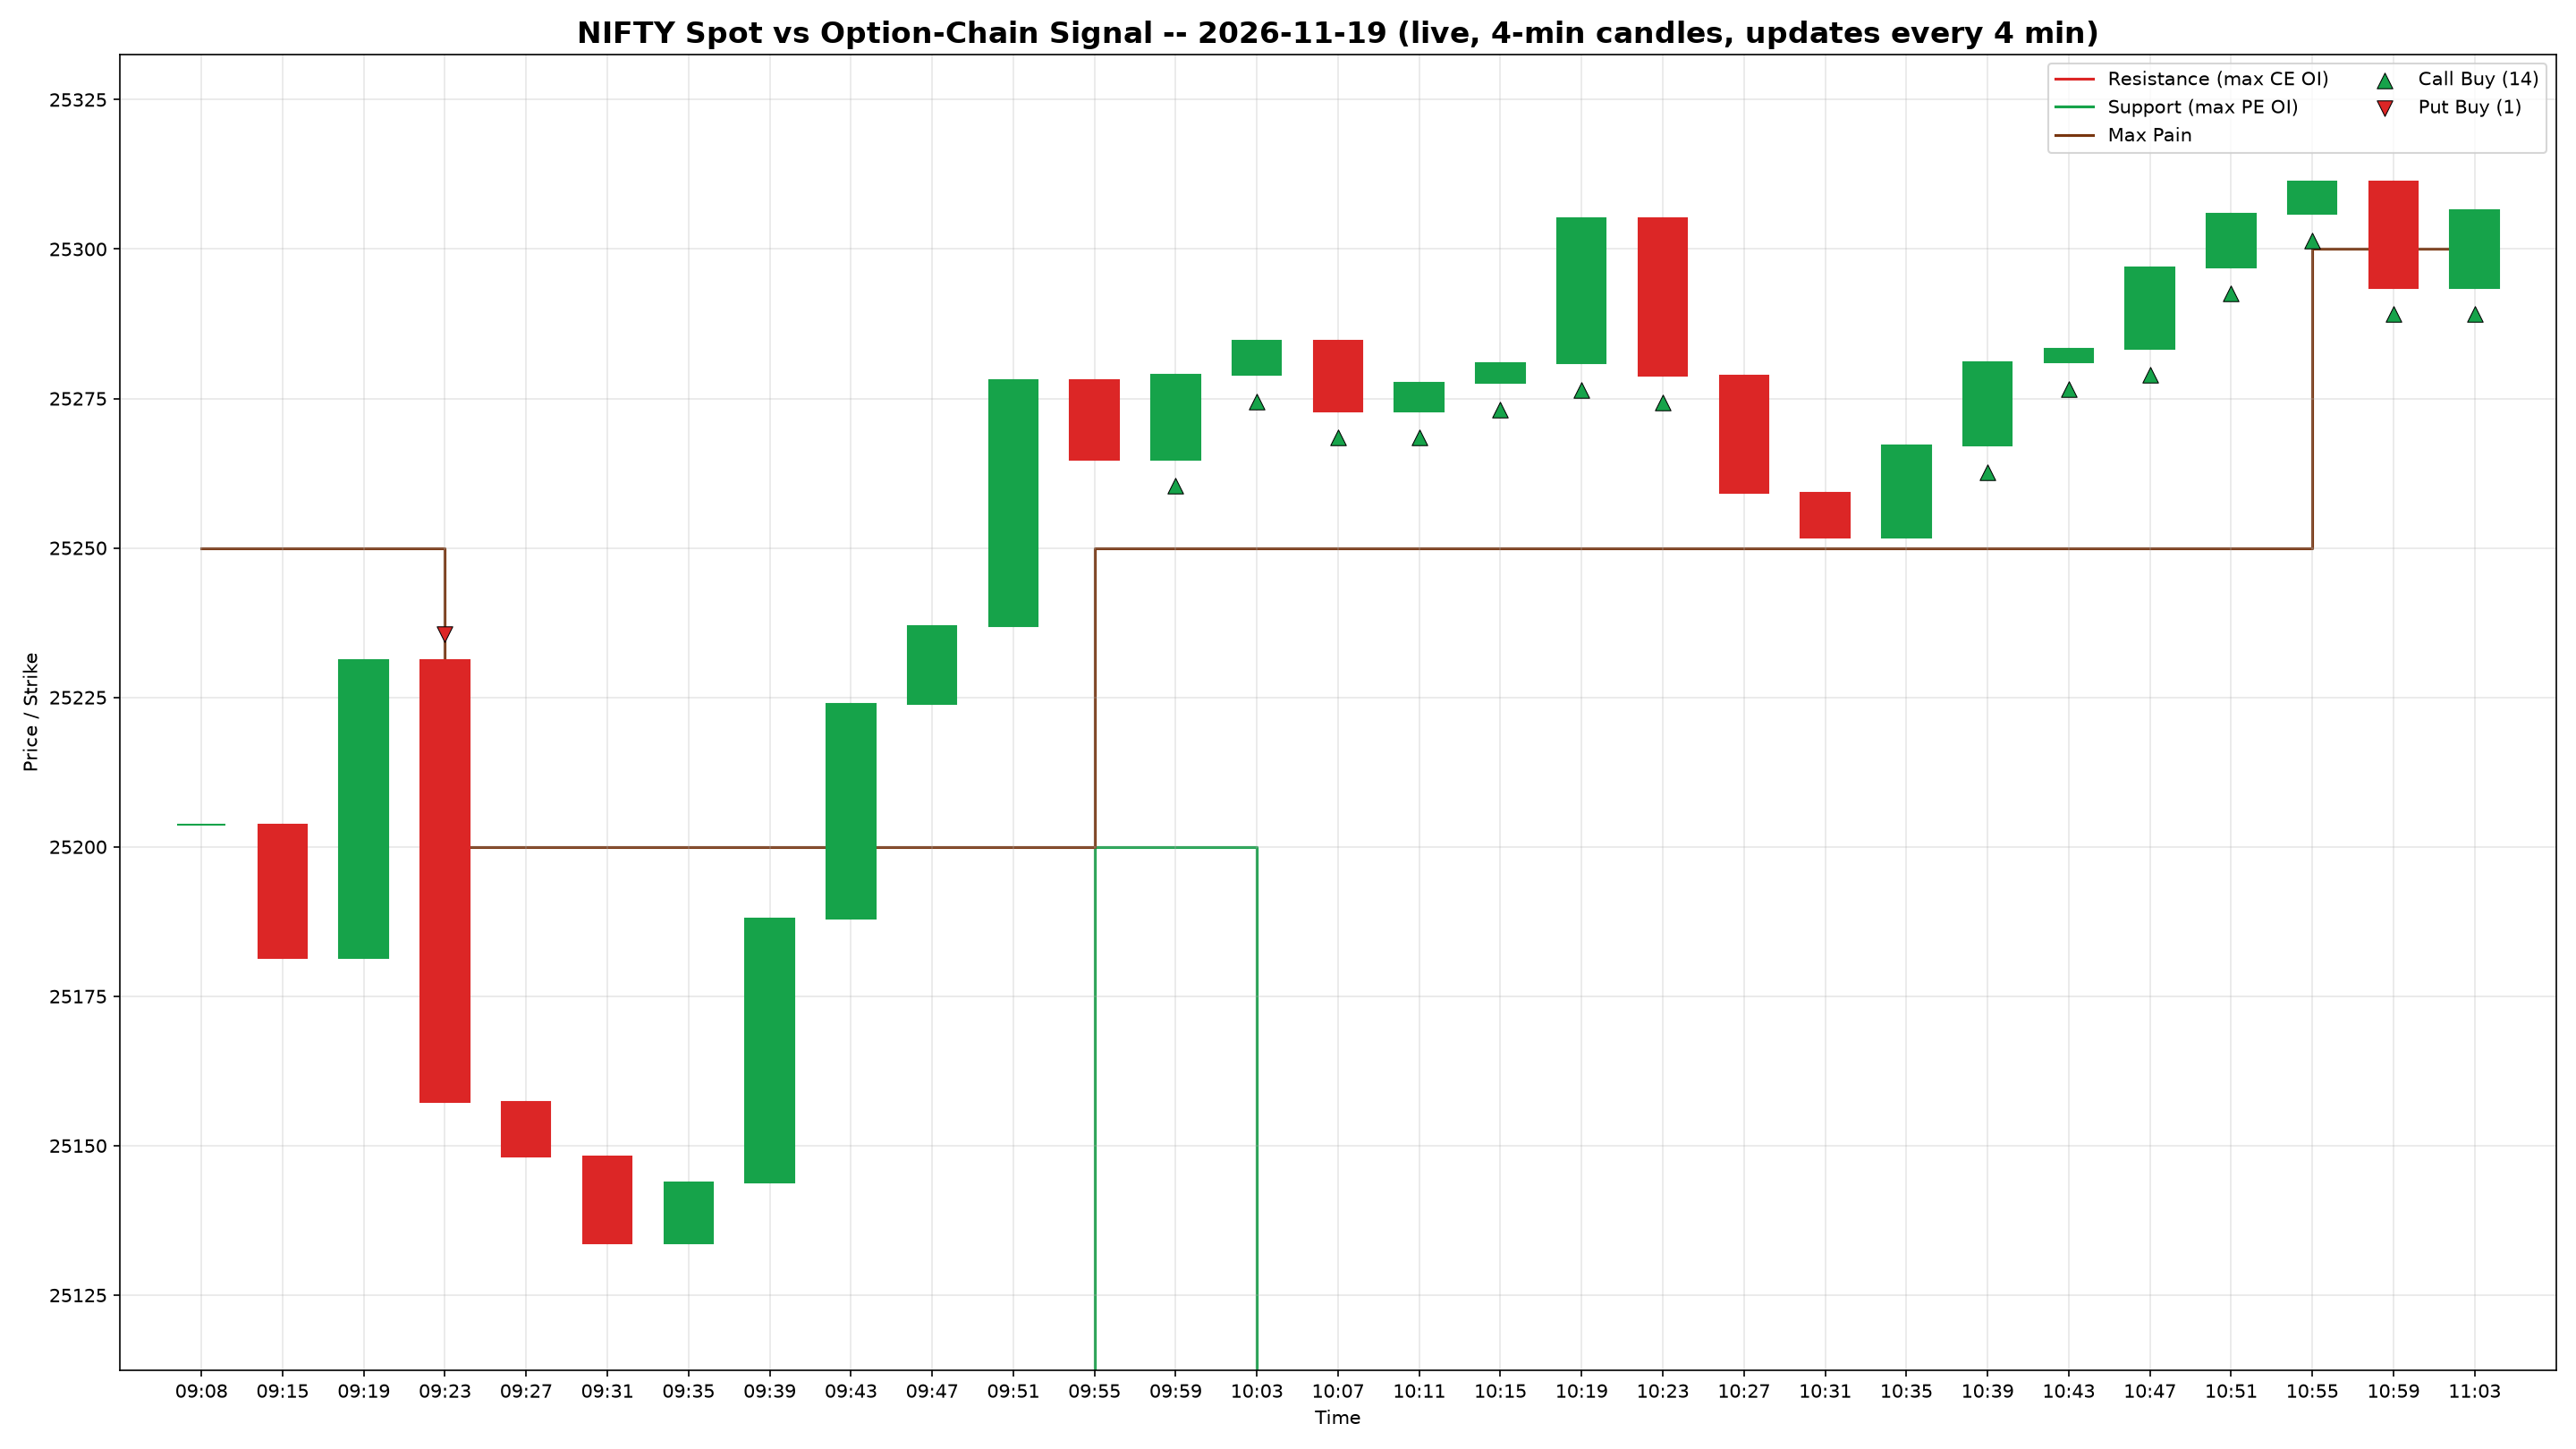 NIFTY Spot vs Option-Chain Signal -- 2026-11-19 (live, 4-min candles, updates every 4 min)
Resistance (max CE OI)
Support (max PE OI)
Max Pain
Call Buy (14)
Put Buy (1)
Price / Strike
25325
25300
25275
25250
25225
25200
25175
25150
25125
09:08 09:15 09:19 09:23 09:27 09:31 09:35 09:39 09:43 09:47 09:51 09:55 09:59 10:03 10:07 10:11 10:15 10:19 10:23 10:27 10:31 10:35 10:39 10:43 10:47 10:51 10:55 10:59 11:03
Time